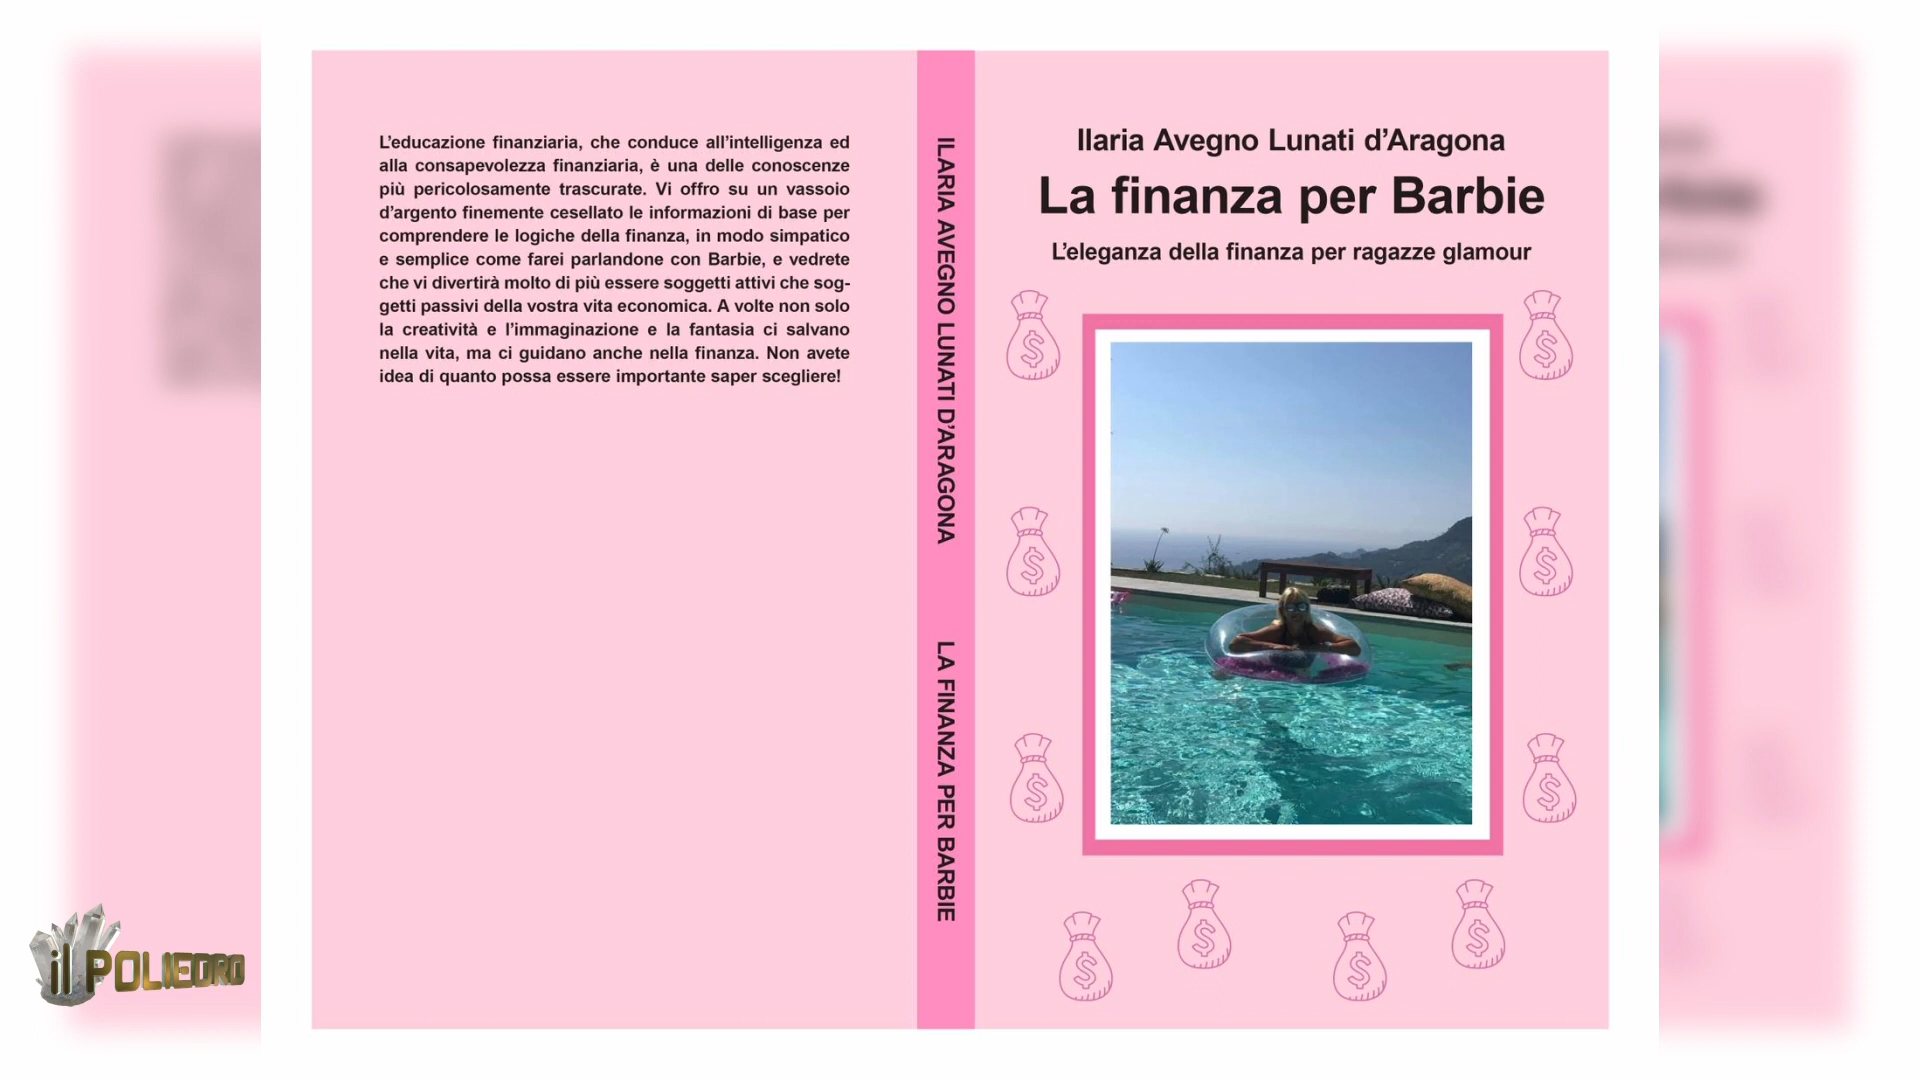 L'educazione finanziaria, che conduce all'intelligenza ed
alla consapevolezza finanziaria, è una delle conoscenze
più pericolosamente trascurate. Vi offro su un vassoio
d'argento finemente cesellato le informazioni di base per
comprendere le logiche della finanza, in modo simpatico
e semplice come farei parlandone con Barbie, e vedrete
che vi divertirà molto di più essere soggetti attivi che sog-
getti passivi della vostra vita economica. A volte non solo
la creatività e l'immaginazione e la fantasia ci salvano
nella vita, ma ci guidano anche nella finanza. Non avete
idea di quanto possa essere importante saper scegliere!
ILARIA AVEGNO LUNATI D'ARAGONA
LA FINANZA PER BARBIE
Ilaria Avegno Lunati d'Aragona
La finanza per Barbie
L'eleganza della finanza per ragazze glamour
$
$
$
$
$
$
$
$
$
$
il POLIEDRO